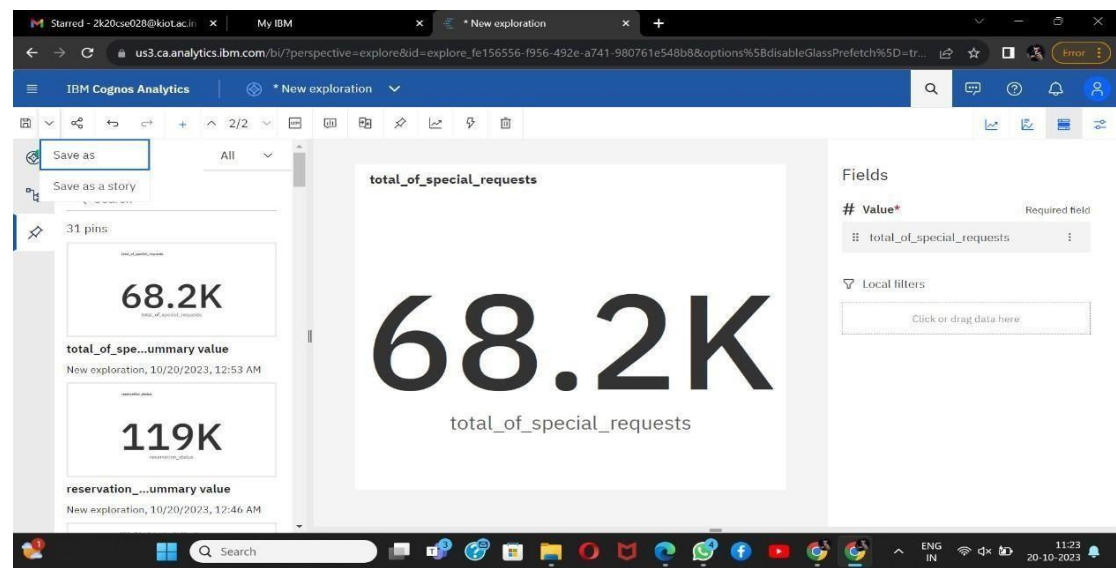 Starred - 2k20cse028@kiot.ac.in
My IBM
* New exploration
us3.ca.analytics.ibm.com/bi/?perspective=explore&id=explore_fe156556-f956-492e-a741-980761e548b8&options%5BdisableGlassPrefetch%5D=tr...
Error
IBM Cognos Analytics
* New exploration
2/2
Save as
All
Save as a story
31 pins
total_of_special_requests
68.2K
total_of_special_requests
total_of_spe...ummary value
New exploration, 10/20/2023, 12:53 AM
reservation_status
119K
reservation_status
reservation_...ummary value
New exploration, 10/20/2023, 12:46 AM
total_of_special_requests
68.2K
total_of_special_requests
Fields
# Value*
Required field
total_of_special_requests
Local filters
Click or drag data here
Search
ENG
IN
11:23
20-10-2023